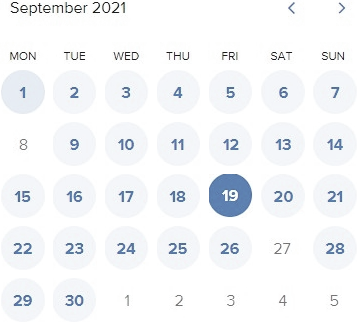 September 2021
MON TUE WED THU FRI SAT SUN
1 2 3 4 5 6 7
8 9 10 11 12 13 14
15 16 17 18 19 20 21
22 23 24 25 26 27 28
29 30 1 2 3 4 5